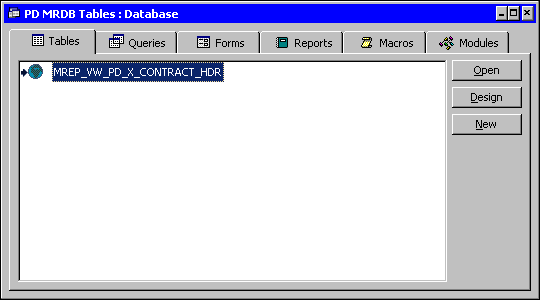 PD MRDB Tables : Database
Tables
Queries
Forms
Reports
Macros
Modules
MREP_VW_PD_X_CONTRACT_HDR
Open
Design
New